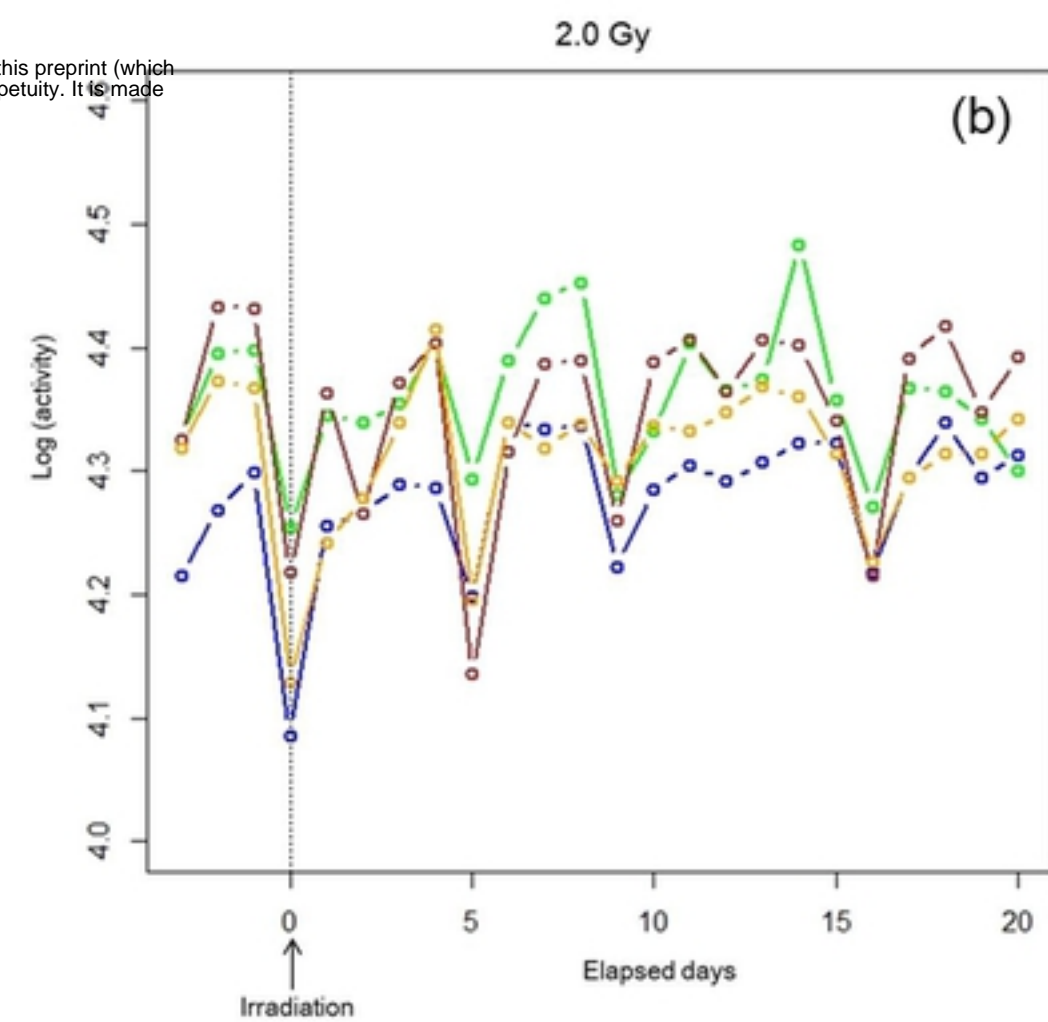 2.0 Gy
this preprint (which
petuity. It is made
(b)
4.5
4.4
4.3
4.2
4.1
4.0
Log (activity)
0
5
10
15
20
Elapsed days
Irradiation